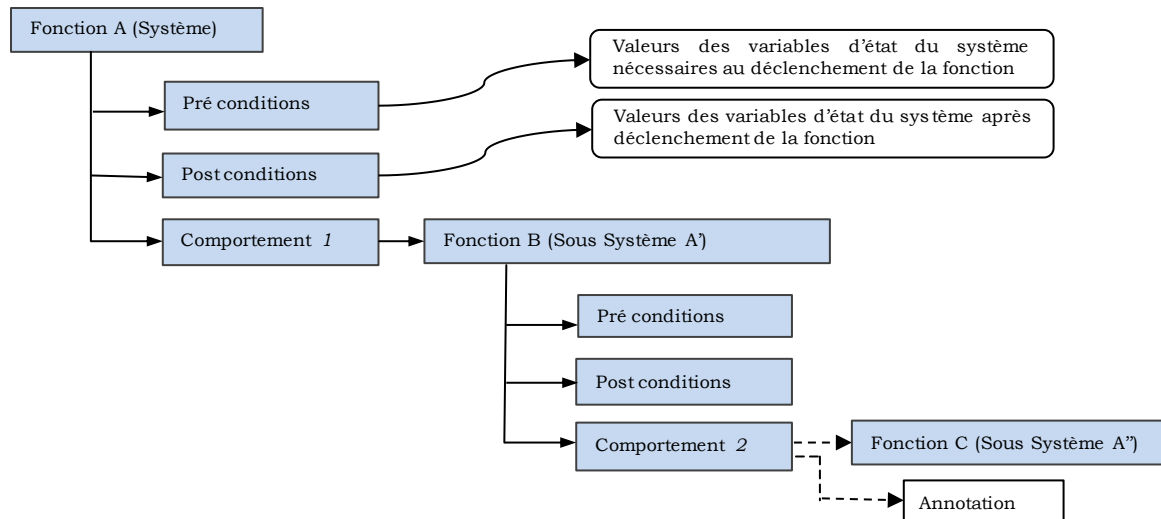 Fonction A (Système)
Valeurs des variables d'état du système
nécessaires au déclenchement de la fonction
Pré conditions
Valeurs des variables d'état du système après
déclenchement de la fonction
Post conditions
Comportement 1
Fonction B (Sous Système A')
Pré conditions
Post conditions
Comportement 2
Fonction C (Sous Système A'')
Annotation